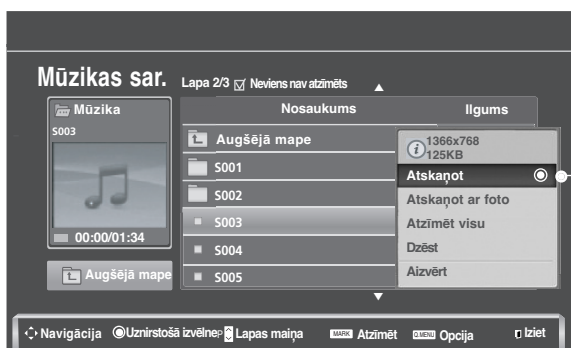 Mūzikas sar. Lapa 2/3 Neviens nav atzīmēts
Mūzika
S003
00:00/01:34
Augšējā mape
Nosaukums Ilgums
Augšējā mape
S001
S002
S003
S004
S005
1366x768
125KB
Atskaņot
Atskaņot ar foto
Atzīmēt visu
Dzēst
Aizvērt
Navigācija Uznirstošā izvēlne P Lapas maiņa MARK Atzīmēt Q.MENU Opcija Iziet